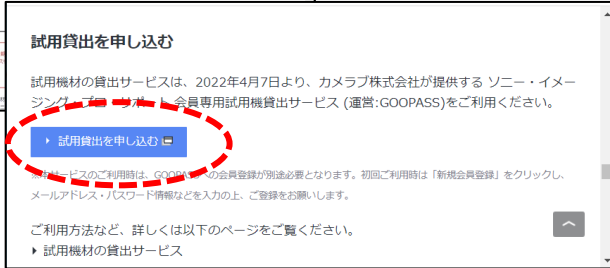 試用貸出を申し込む
試用機材の貸出サービスは、2022年4月7日より、カメラブ株式会社が提供する ソニー・イメー
ジング・プロ・サポート 会員専用試用機貸出サービス (運営:GOOPASS)をご利用ください。
試用貸出を申し込む
※本サービスのご利用時は、GOOPASSへの会員登録が別途必要となります。初回ご利用時は「新規会員登録」をクリックし、
メールアドレス・パスワード情報などを入力の上、ご登録をお願いします。
ご利用方法など、詳しくは以下のページをご覧ください。
試用機材の貸出サービス